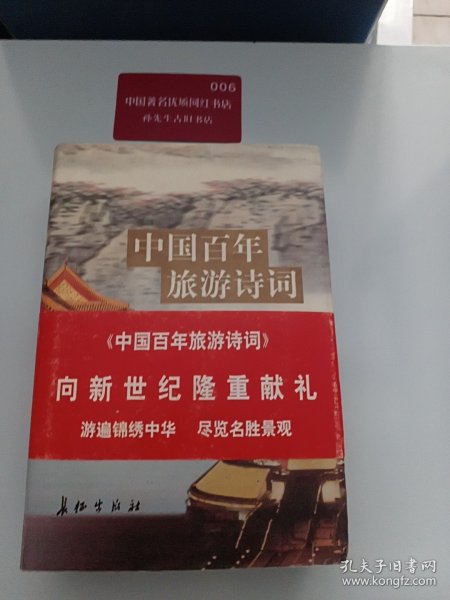 006
中国著名优质网红书店
孙先生古旧书店
中国百年
旅游诗词
《中国百年旅游诗词》
向新世纪隆重献礼
游遍锦绣中华 尽览名胜景观
长征出版社
孔夫子旧书网
www.kongfz.com